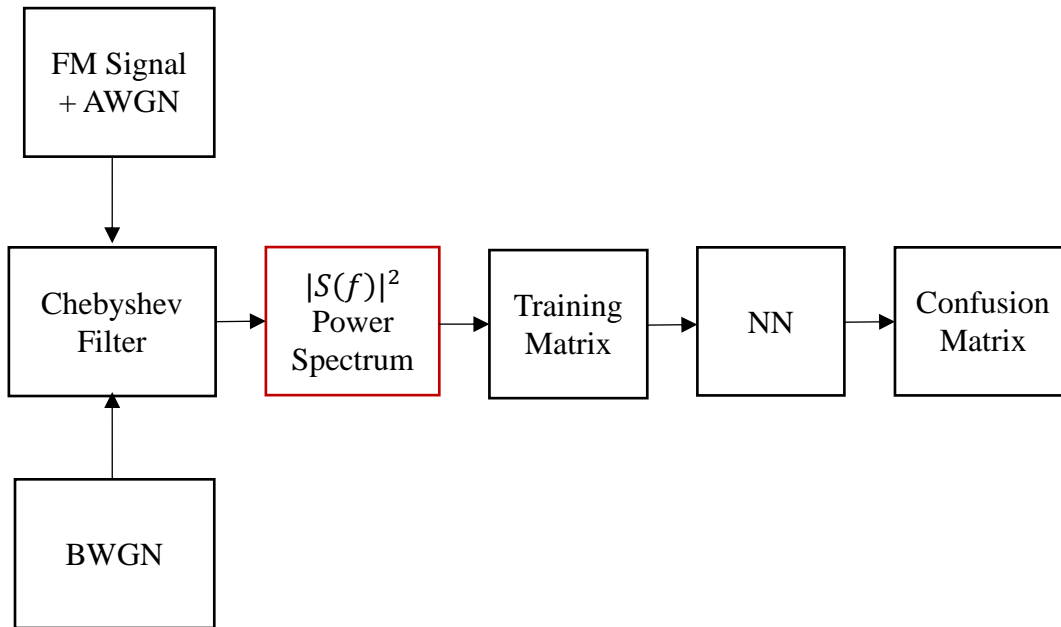 FM Signal
+ AWGN
Chebyshev
Filter
|S(f)|²
Power
Spectrum
Training
Matrix
NN
Confusion
Matrix
BWGN